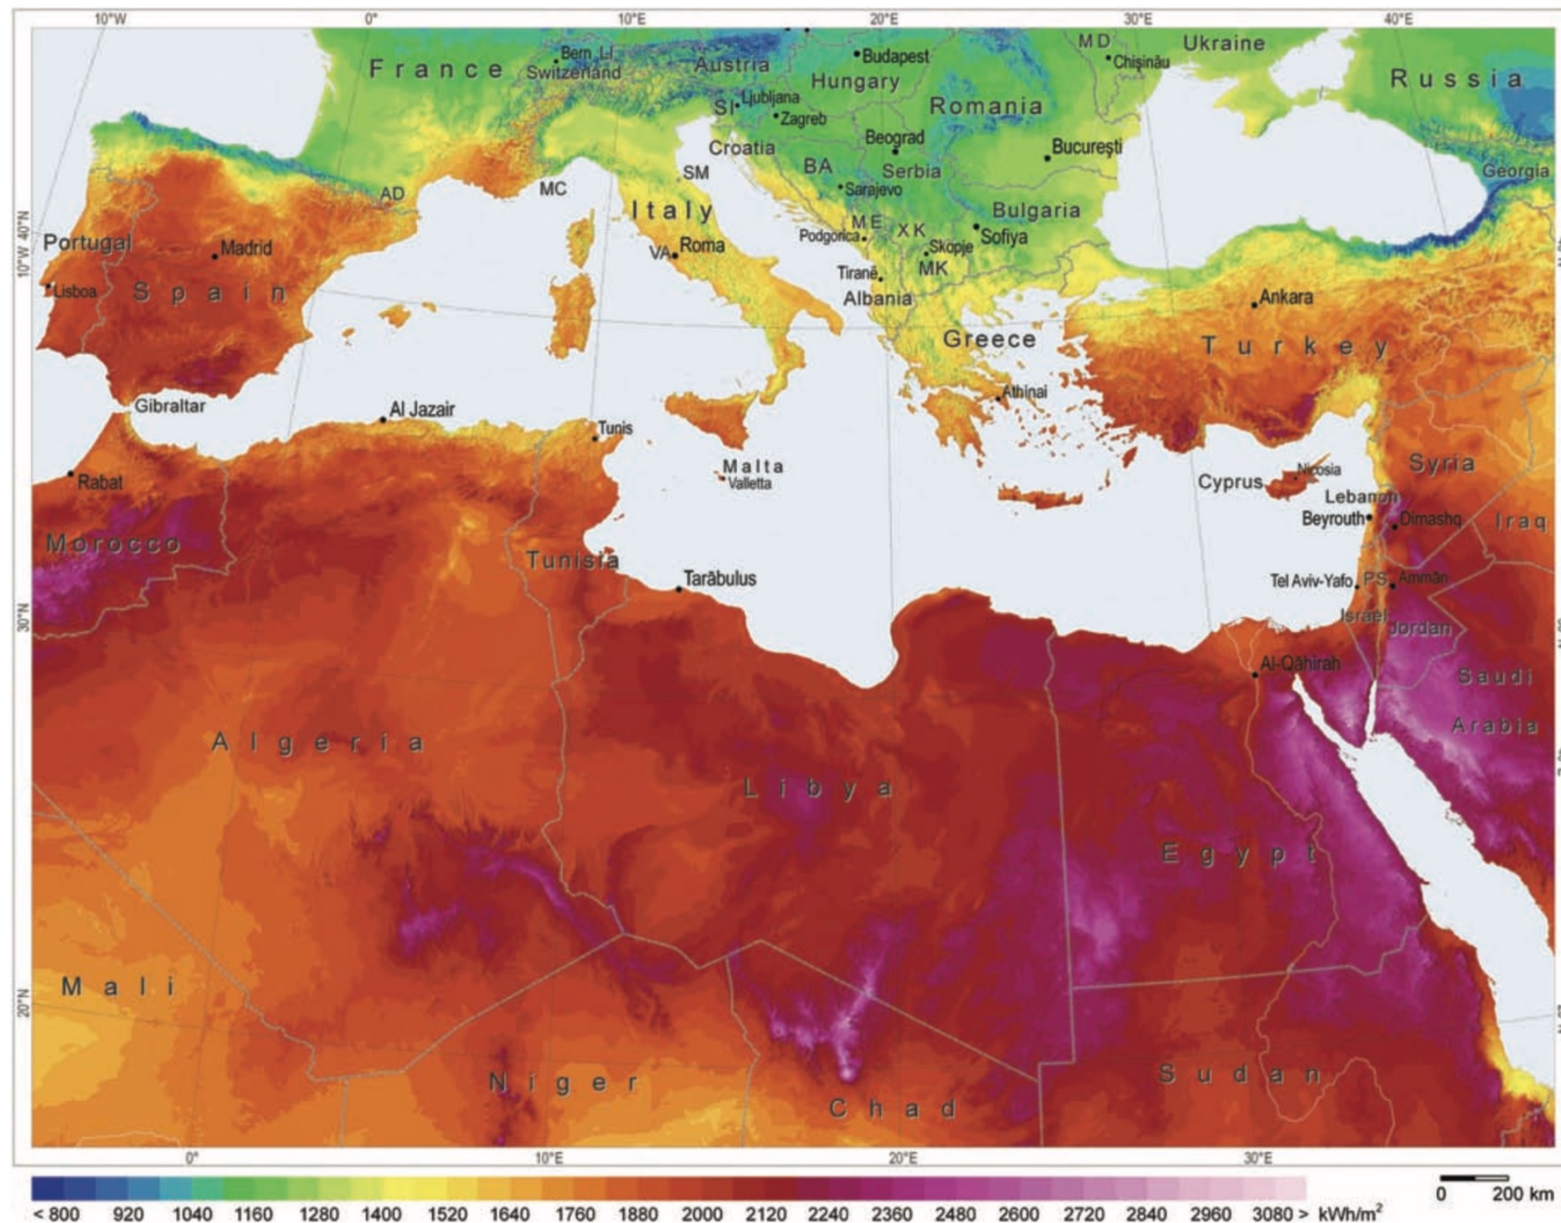 10°W 0° 10°E 20°E 30°E 40°E
France
Bern LI
Switzerland
Austria
Budapest
Hungary
MD
Chişinău
Ukraine
Russia
SI
Ljubljana
Zagreb
Romania
Croatia
Beograd
BA
Serbia
Bucureşti
Georgia
AD
MC
SM
Sarajevo
Italy
ME
XK
Bulgaria
40°N
10°W
Portugal
Madrid
VA
Roma
Podgorica
Skopje
Sofiya
MK
Tiranë
Albania
Lisboa
Spain
Ankara
Greece
Turkey
Gibraltar
Al Jazair
Athinai
Tunis
Rabat
Malta
Valletta
Cyprus
Nicosia
Syria
Lebanon
Beyrouth
Dimashq
Iraq
Morocco
Tunisia
Tarābulus
Tel Aviv-Yafo
PS
Ammān
30°N
Israel
Jordan
Al-Qāhirah
Saudi
Arabia
Algeria
Libya
Egypt
Mali
20°N
Niger
Chad
Sudan
0° 10°E 20°E 30°E
< 800 920 1040 1160 1280 1400 1520 1640 1760 1880 2000 2120 2240 2360 2480 2600 2720 2840 2960 3080 > kWh/m²
0 200 km